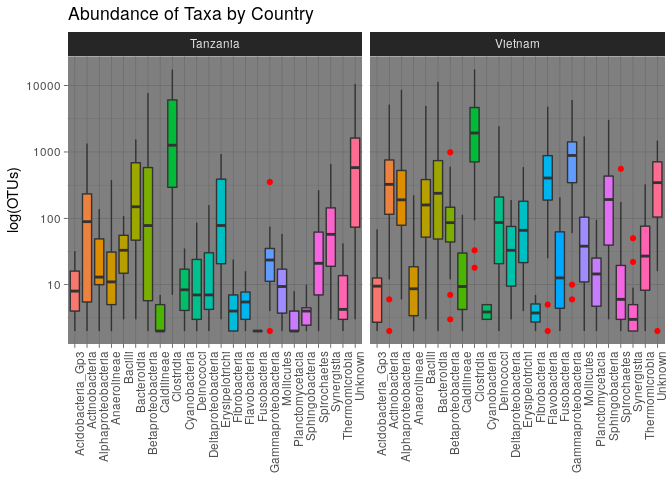 Abundance of Taxa by Country
Tanzania
Vietnam
log(OTUs)
10000
1000
100
10
Acidobacteria_Gp3
Actinobacteria
Alphaproteobacteria
Anaerolineae
Bacilli
Bacteroidia
Betaproteobacteria
Caldilineae
Clostridia
Cyanobacteria
Deinococci
Deltaproteobacteria
Erysipelotrichi
Fibrobacteria
Flavobacteria
Fusobacteria
Gammaproteobacteria
Mollicutes
Planctomycetacia
Sphingobacteria
Spirochaetes
Synergistia
Thermomicrobia
Unknown
Acidobacteria_Gp3
Actinobacteria
Alphaproteobacteria
Anaerolineae
Bacilli
Bacteroidia
Betaproteobacteria
Caldilineae
Clostridia
Cyanobacteria
Deinococci
Deltaproteobacteria
Erysipelotrichi
Fibrobacteria
Flavobacteria
Fusobacteria
Gammaproteobacteria
Mollicutes
Planctomycetacia
Sphingobacteria
Spirochaetes
Synergistia
Thermomicrobia
Unknown